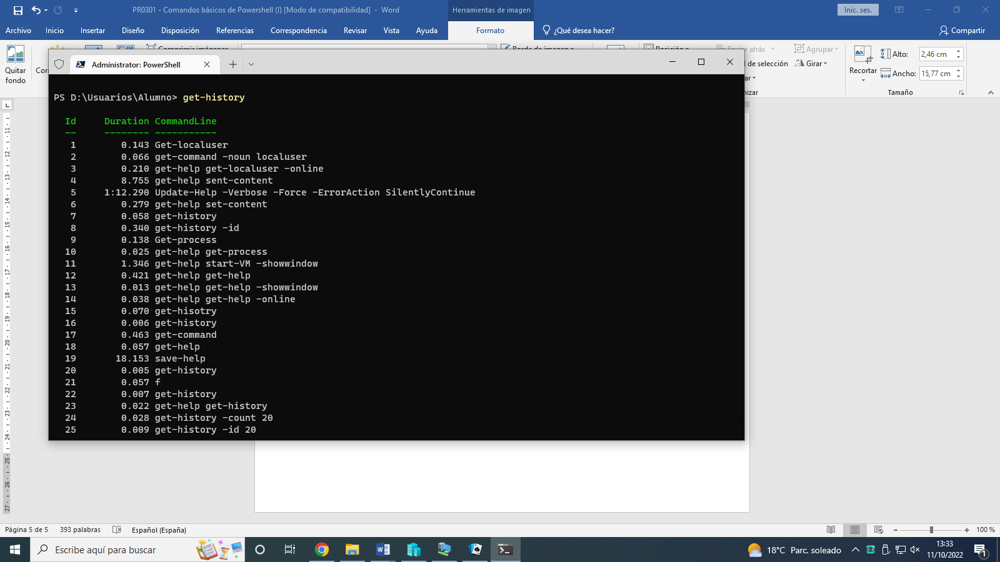 PR0301 - Comandos básicos de Powershell (I) [Modo de compatibilidad] - Word
Herramientas de imagen
Inic. ses.
Archivo Inicio Insertar Diseño Disposición Referencias Correspondencia Revisar Vista Ayuda Formato ¿Qué desea hacer? Compartir
Comprimir imágenes Borde de imagen Posición Enviar atrás Agrupar
Quitar fondo
Alto: 2,46 cm
de selección Girar
Recortar
Ancho: 15,77 cm
Tamaño
Administrator: PowerShell
PS D:\Usuarios\Alumno> get-history
Id Duration CommandLine
-- -------- -----------
1 0.143 Get-localuser
2 0.066 get-command -noun localuser
3 0.210 get-help get-localuser -online
4 8.755 get-help sent-content
5 1:12.290 Update-Help -Verbose -Force -ErrorAction SilentlyContinue
6 0.279 get-help set-content
7 0.058 get-history
8 0.340 get-history -id
9 0.138 Get-process
10 0.025 get-help get-process
11 1.346 get-help start-VM -showwindow
12 0.421 get-help get-help
13 0.013 get-help get-help -showwindow
14 0.038 get-help get-help -online
15 0.070 get-hisotry
16 0.006 get-history
17 0.463 get-command
18 0.057 get-help
19 18.153 save-help
20 0.005 get-history
21 0.057 f
22 0.007 get-history
23 0.022 get-help get-history
24 0.028 get-history -count 20
25 0.009 get-history -id 20
Página 5 de 5 393 palabras Español (España) 100 %
Escribe aquí para buscar
18°C Parc. soleado
13:33
11/10/2022
1